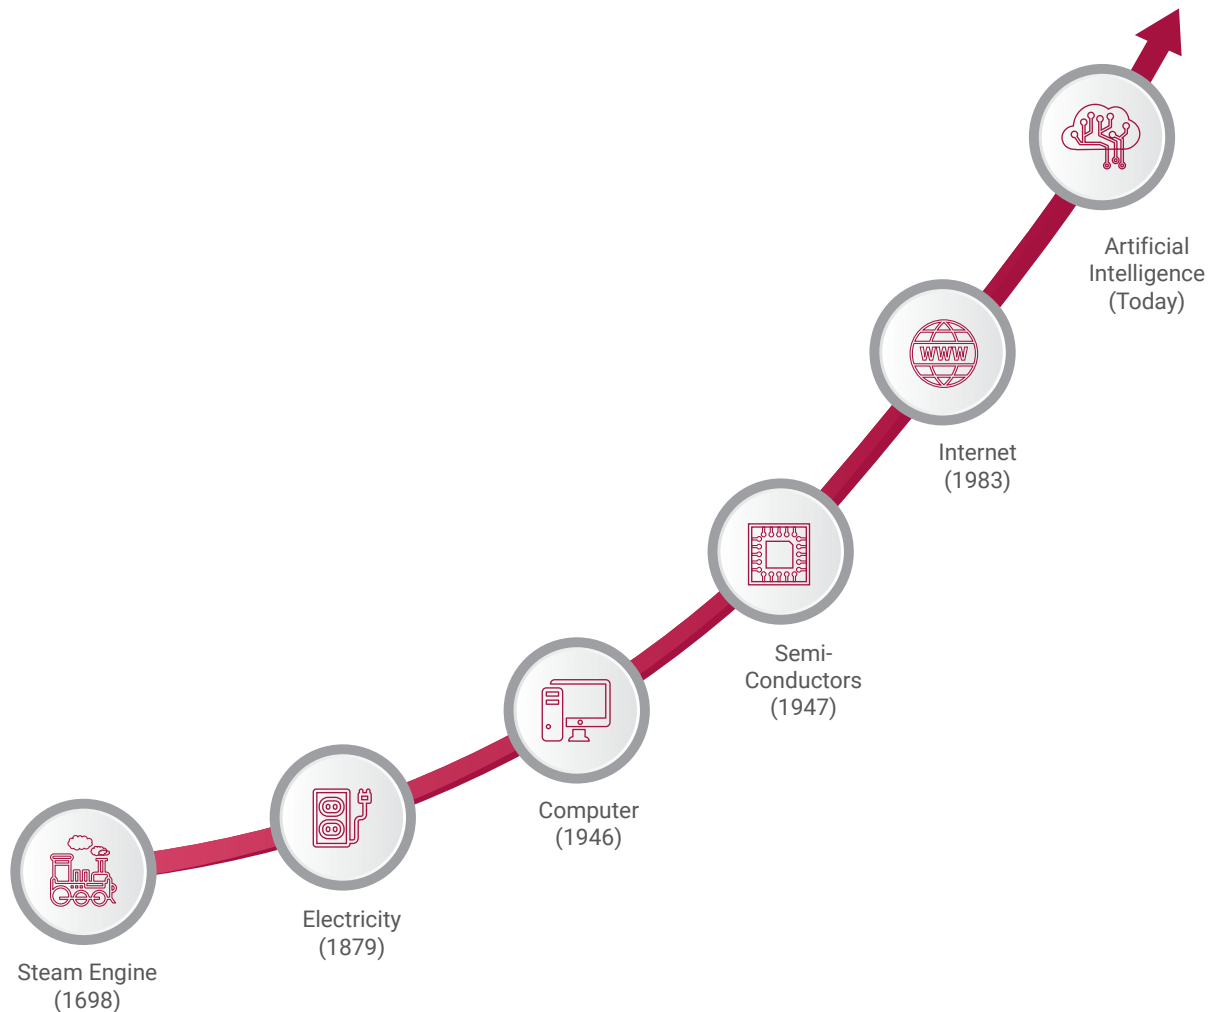 Steam Engine
(1698)
Electricity
(1879)
Computer
(1946)
Semi-
Conductors
(1947)
WWW
Internet
(1983)
Artificial
Intelligence
(Today)